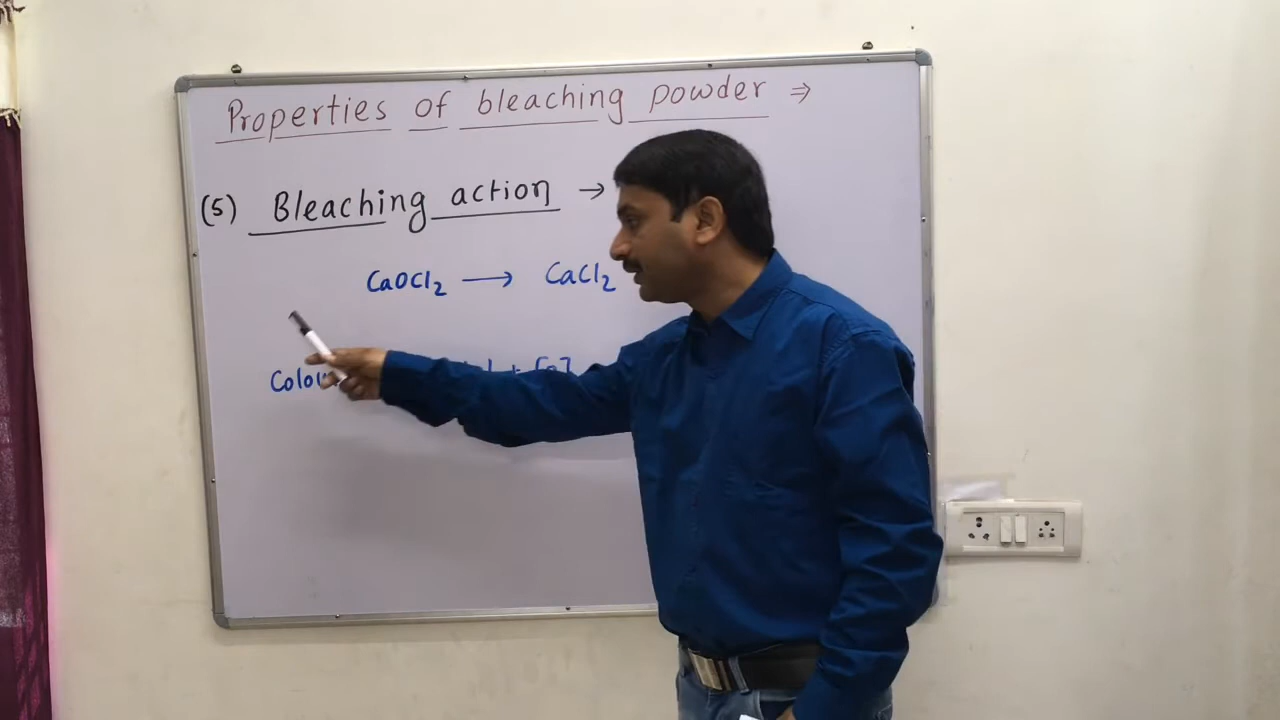 Properties of bleaching powder ⇒
(5) Bleaching action →
CaOCl₂ ⟶ CaCl₂
+ [O]